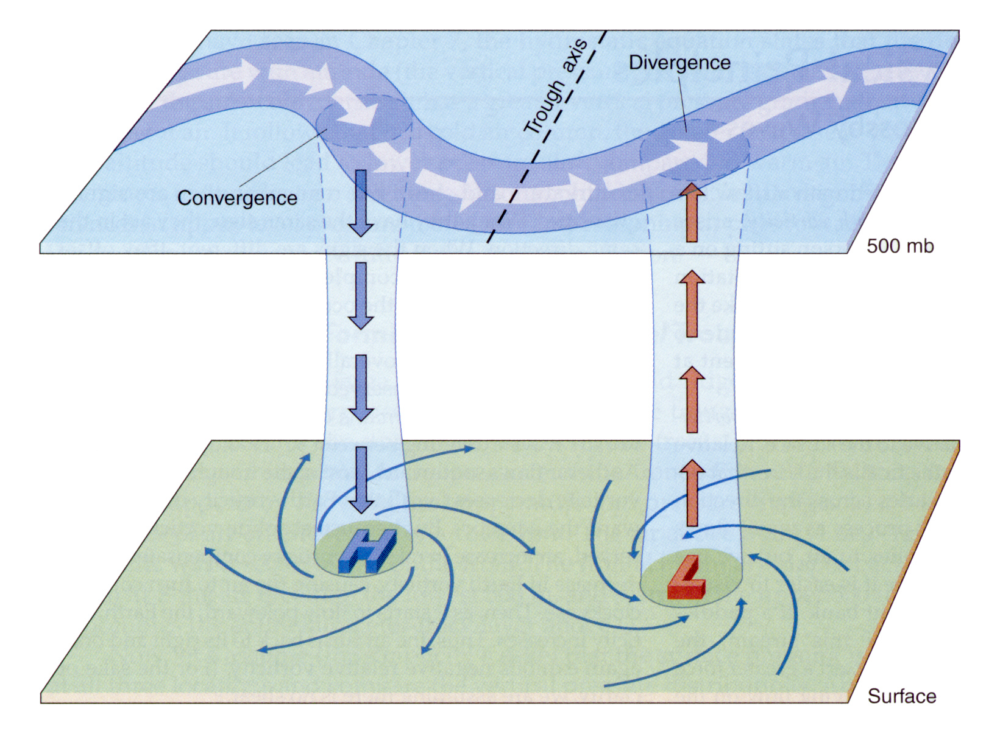 Trough axis
Divergence
Convergence
500 mb
H
L
Surface